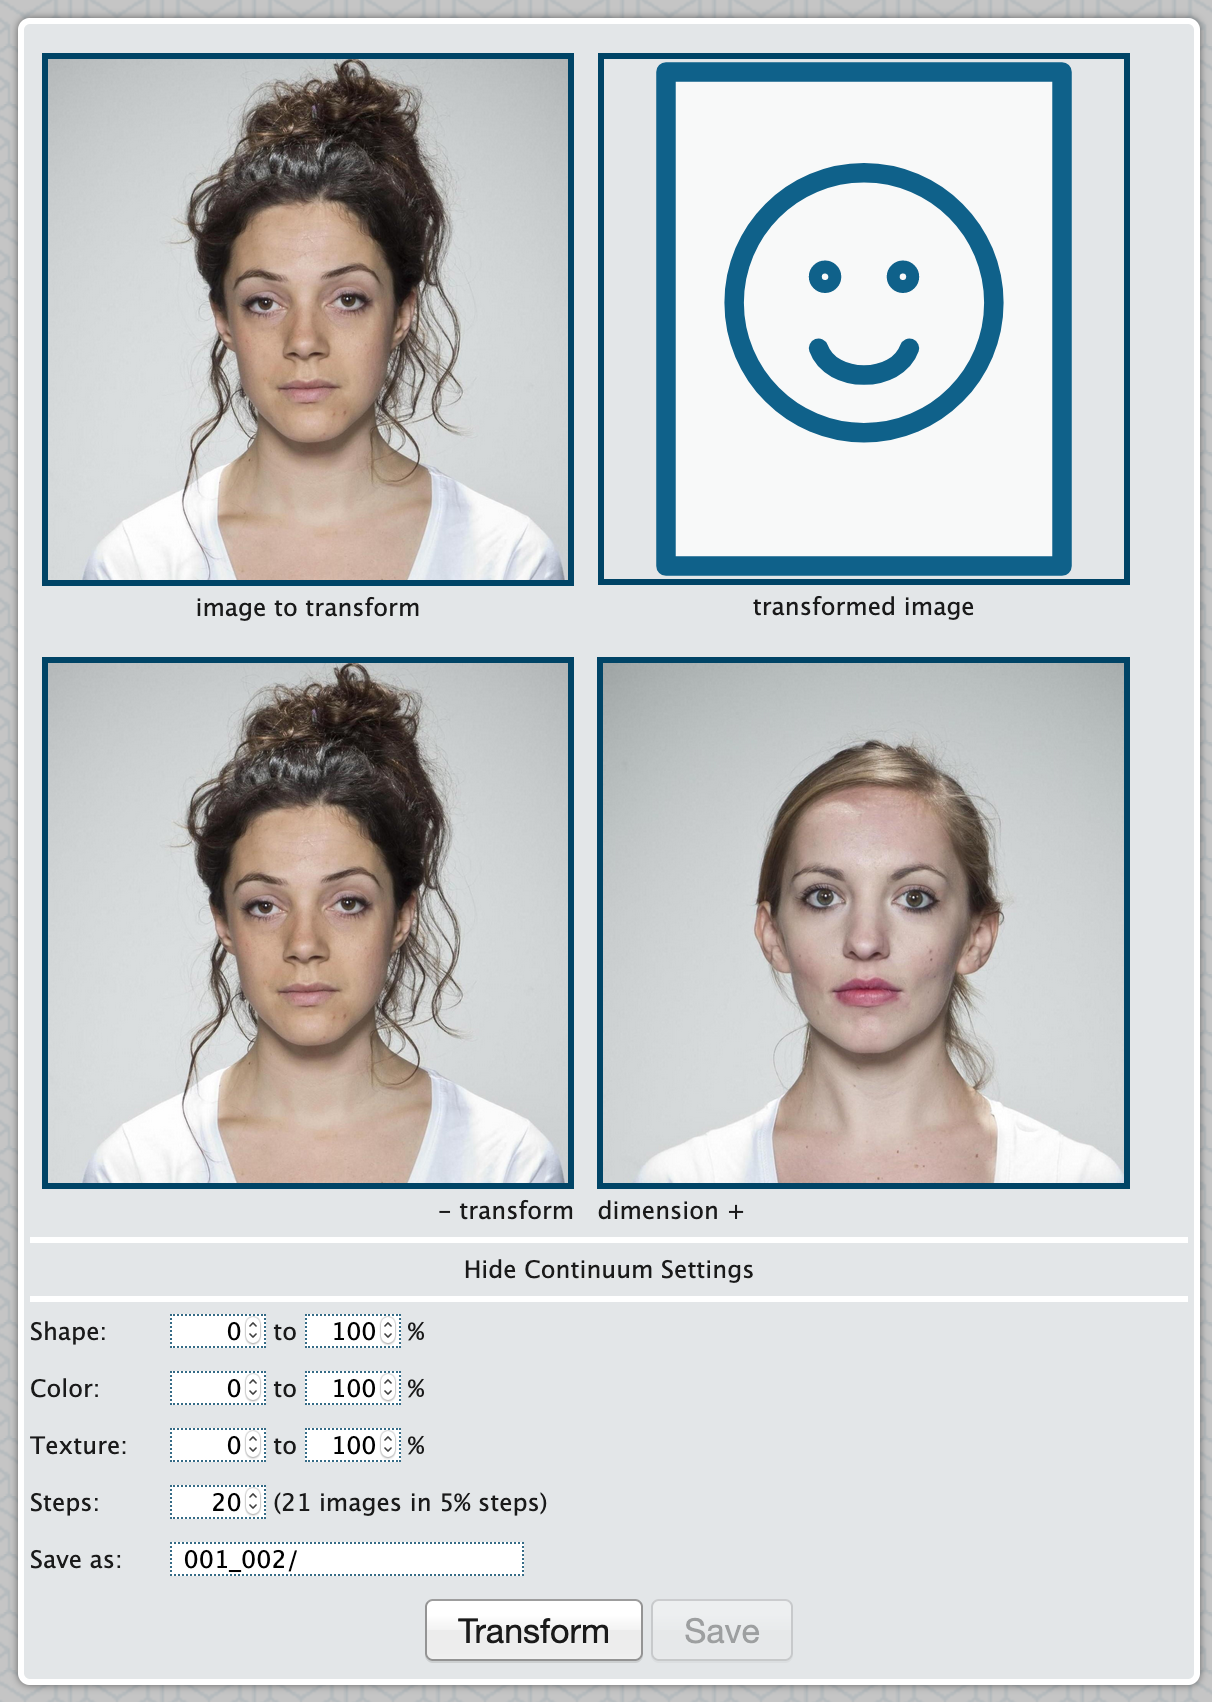 image to transform
transformed image
– transform
dimension +
Hide Continuum Settings
Shape: 0 to 100 %
Color: 0 to 100 %
Texture: 0 to 100 %
Steps: 20 (21 images in 5% steps)
Save as: 001_002/
Transform Save